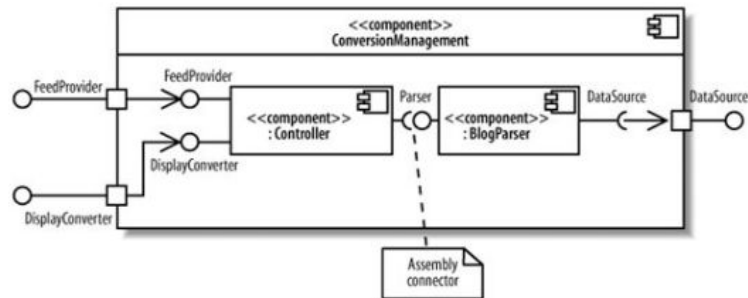 <<component>>
ConversionManagement
FeedProvider
FeedProvider
<<component>>
: Controller
Parser
<<component>>
: BlogParser
DataSource
DataSource
DisplayConverter
DisplayConverter
Assembly
connector